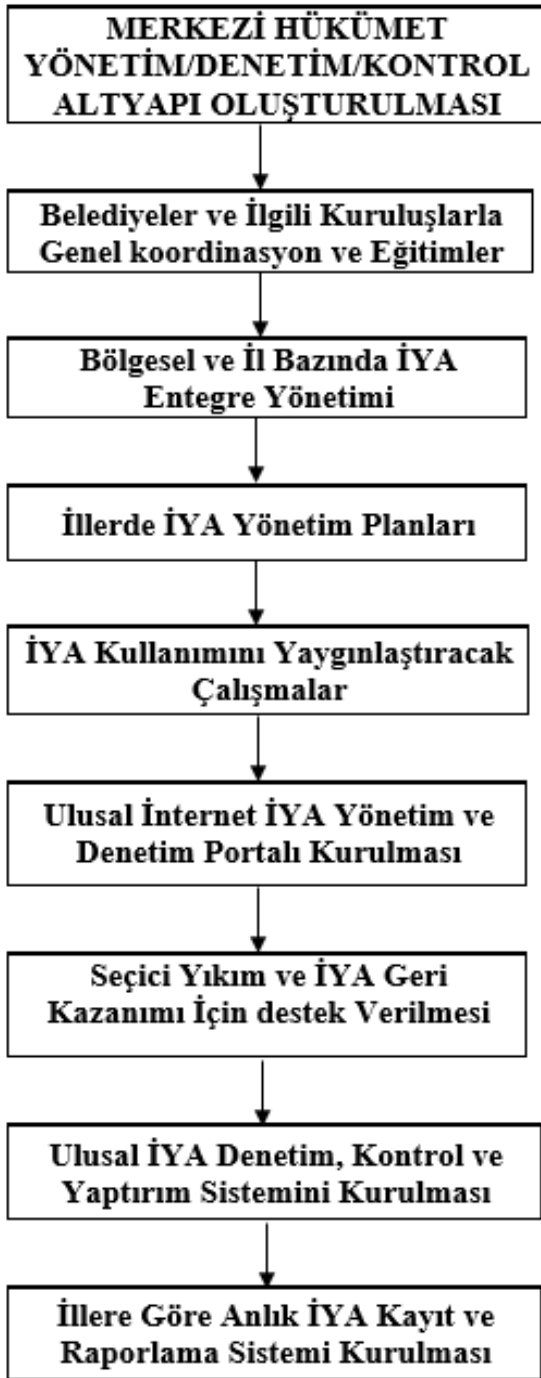 MERKEZİ HÜKÜMET
YÖNETİM/DENETİM/KONTROL
ALTYAPI OLUŞTURULMASI
Belediyeler ve İlgili Kuruluşlarla
Genel koordinasyon ve Eğitimler
Bölgesel ve İl Bazında İYA
Entegre Yönetimi
İllerde İYA Yönetim Planları
İYA Kullanımını Yaygınlaştıracak
Çalışmalar
Ulusal İnternet İYA Yönetim ve
Denetim Portalı Kurulması
Seçici Yıkım ve İYA Geri
Kazanımı İçin destek Verilmesi
Ulusal İYA Denetim, Kontrol ve
Yaptırım Sistemini Kurulması
İllere Göre Anlık İYA Kayıt ve
Raporlama Sistemi Kurulması